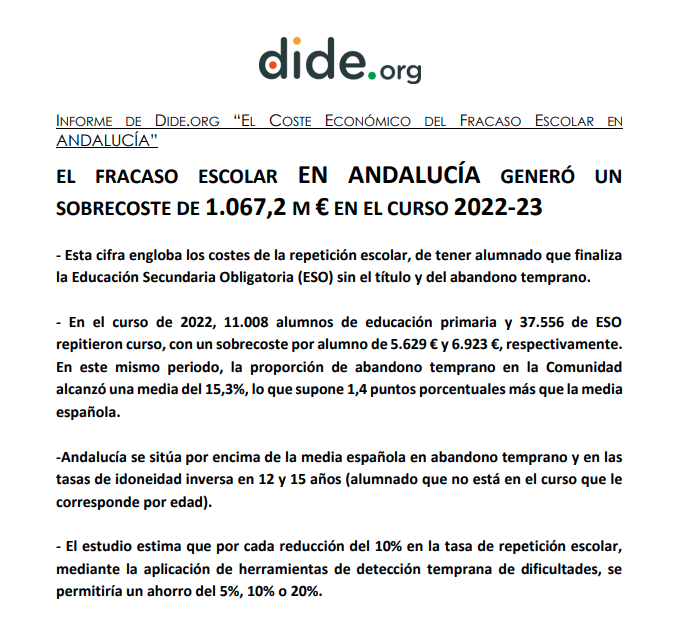 dide.org
INFORME DE DIDE.ORG “EL COSTE ECONÓMICO DEL FRACASO ESCOLAR EN
ANDALUCÍA”
EL FRACASO ESCOLAR EN ANDALUCÍA GENERÓ UN
SOBRECOSTE DE 1.067,2 M € EN EL CURSO 2022-23
- Esta cifra engloba los costes de la repetición escolar, de tener alumnado que finaliza
la Educación Secundaria Obligatoria (ESO) sin el título y del abandono temprano.
- En el curso de 2022, 11.008 alumnos de educación primaria y 37.556 de ESO
repitieron curso, con un sobrecoste por alumno de 5.629 € y 6.923 €, respectivamente.
En este mismo periodo, la proporción de abandono temprano en la Comunidad
alcanzó una media del 15,3%, lo que supone 1,4 puntos porcentuales más que la media
española.
-Andalucía se sitúa por encima de la media española en abandono temprano y en las
tasas de idoneidad inversa en 12 y 15 años (alumnado que no está en el curso que le
corresponde por edad).
- El estudio estima que por cada reducción del 10% en la tasa de repetición escolar,
mediante la aplicación de herramientas de detección temprana de dificultades, se
permitiría un ahorro del 5%, 10% o 20%.